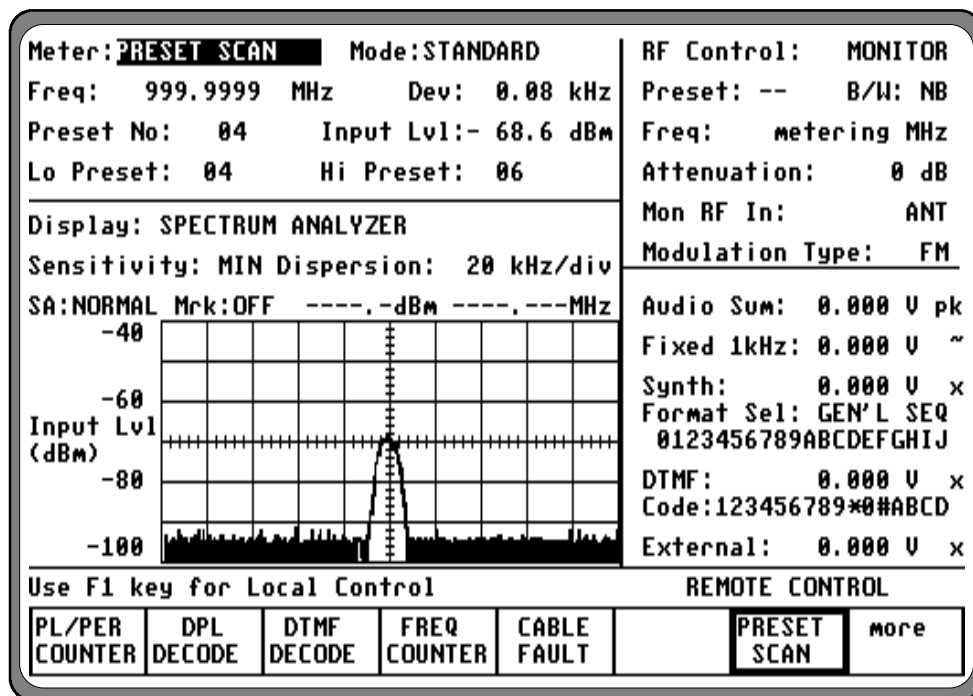 Meter:PRESET SCAN Mode:STANDARD
Freq: 999.9999 MHz Dev: 0.08 kHz
Preset No: 04 Input Lvl:- 68.6 dBm
Lo Preset: 04 Hi Preset: 06
Display: SPECTRUM ANALYZER
Sensitivity: MIN Dispersion: 20 kHz/div
SA:NORMAL Mrk:OFF ----.-dBm ----.---MHz
-40
-60
Input Lvl
(dBm)
-80
-100
RF Control: MONITOR
Preset: -- B/W: NB
Freq: metering MHz
Attenuation: 0 dB
Mon RF In: ANT
Modulation Type: FM
Audio Sum: 0.000 V pk
Fixed 1kHz: 0.000 V ~
Synth: 0.000 V x
Format Sel: GEN'L SEQ
0123456789ABCDEFGHIJ
DTMF: 0.000 V x
Code:123456789*0#ABCD
External: 0.000 V x
Use F1 key for Local Control REMOTE CONTROL
PL/PER COUNTER
DPL DECODE
DTMF DECODE
FREQ COUNTER
CABLE FAULT
PRESET SCAN
more